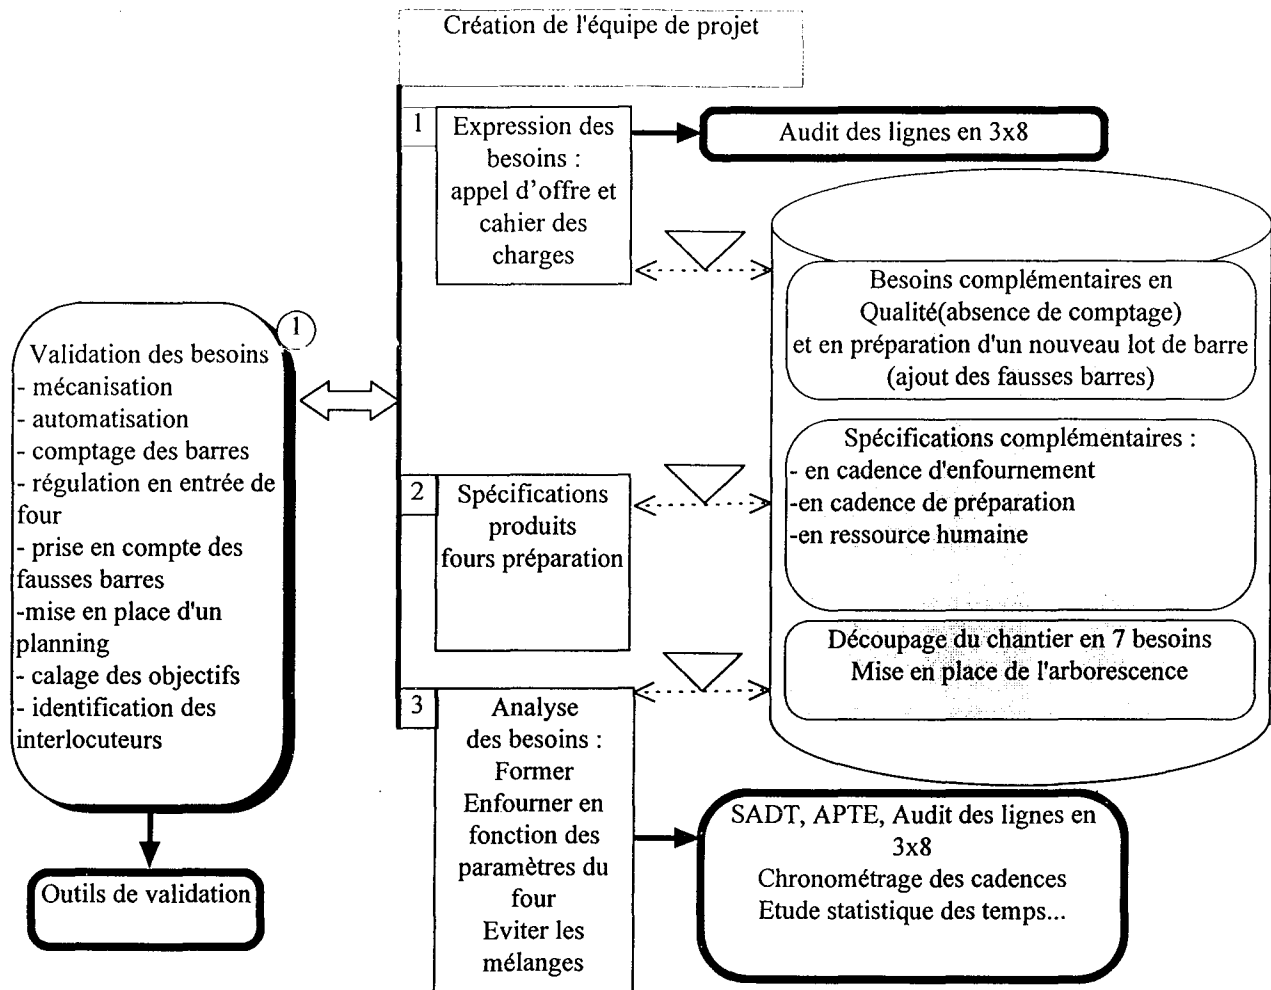 Création de l'équipe de projet
1
Expression des
besoins :
appel d'offre et
cahier des
charges
Audit des lignes en 3x8
Besoins complémentaires en
Qualité(absence de comptage)
et en préparation d'un nouveau lot de barre
(ajout des fausses barres)
1
Validation des besoins
- mécanisation
- automatisation
- comptage des barres
- régulation en entrée de
four
- prise en compte des
fausses barres
-mise en place d'un
planning
- calage des objectifs
- identification des
interlocuteurs
Outils de validation
2
Spécifications
produits
fours préparation
Spécifications complémentaires :
- en cadence d'enfournement
-en cadence de préparation
-en ressource humaine
Découpage du chantier en 7 besoins
Mise en place de l'arborescence
3
Analyse
des besoins :
Former
Enfourner en
fonction des
paramètres du
four
Eviter les
mélanges
SADT, APTE, Audit des lignes en
3x8
Chronométrage des cadences
Etude statistique des temps...